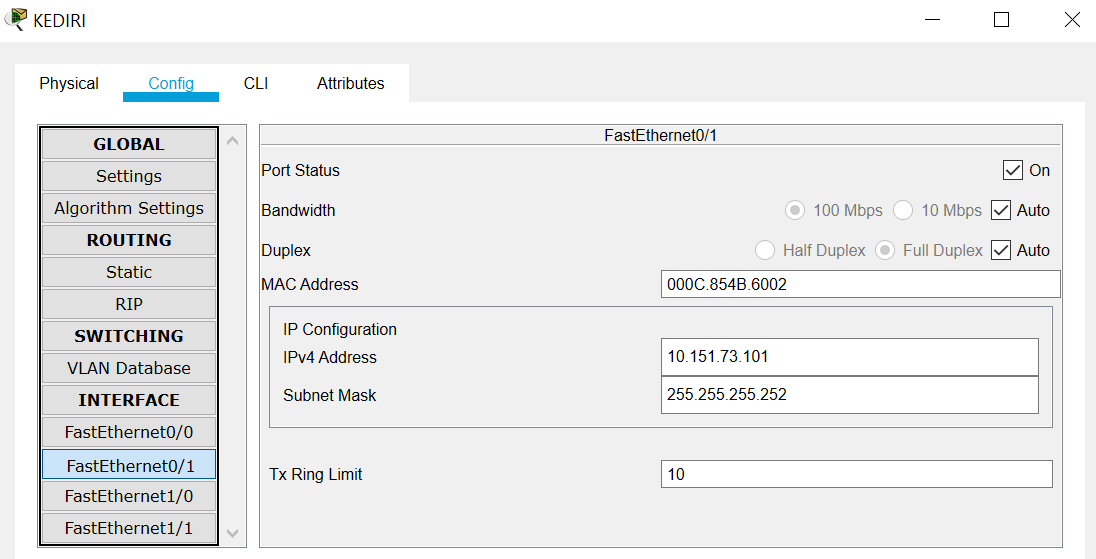 KEDIRI
Physical Config CLI Attributes
GLOBAL
Settings
Algorithm Settings
ROUTING
Static
RIP
SWITCHING
VLAN Database
INTERFACE
FastEthernet0/0
FastEthernet0/1
FastEthernet1/0
FastEthernet1/1
FastEthernet0/1
Port Status On
Bandwidth 100 Mbps 10 Mbps Auto
Duplex Half Duplex Full Duplex Auto
MAC Address 000C.854B.6002
IP Configuration
IPv4 Address 10.151.73.101
Subnet Mask 255.255.255.252
Tx Ring Limit 10